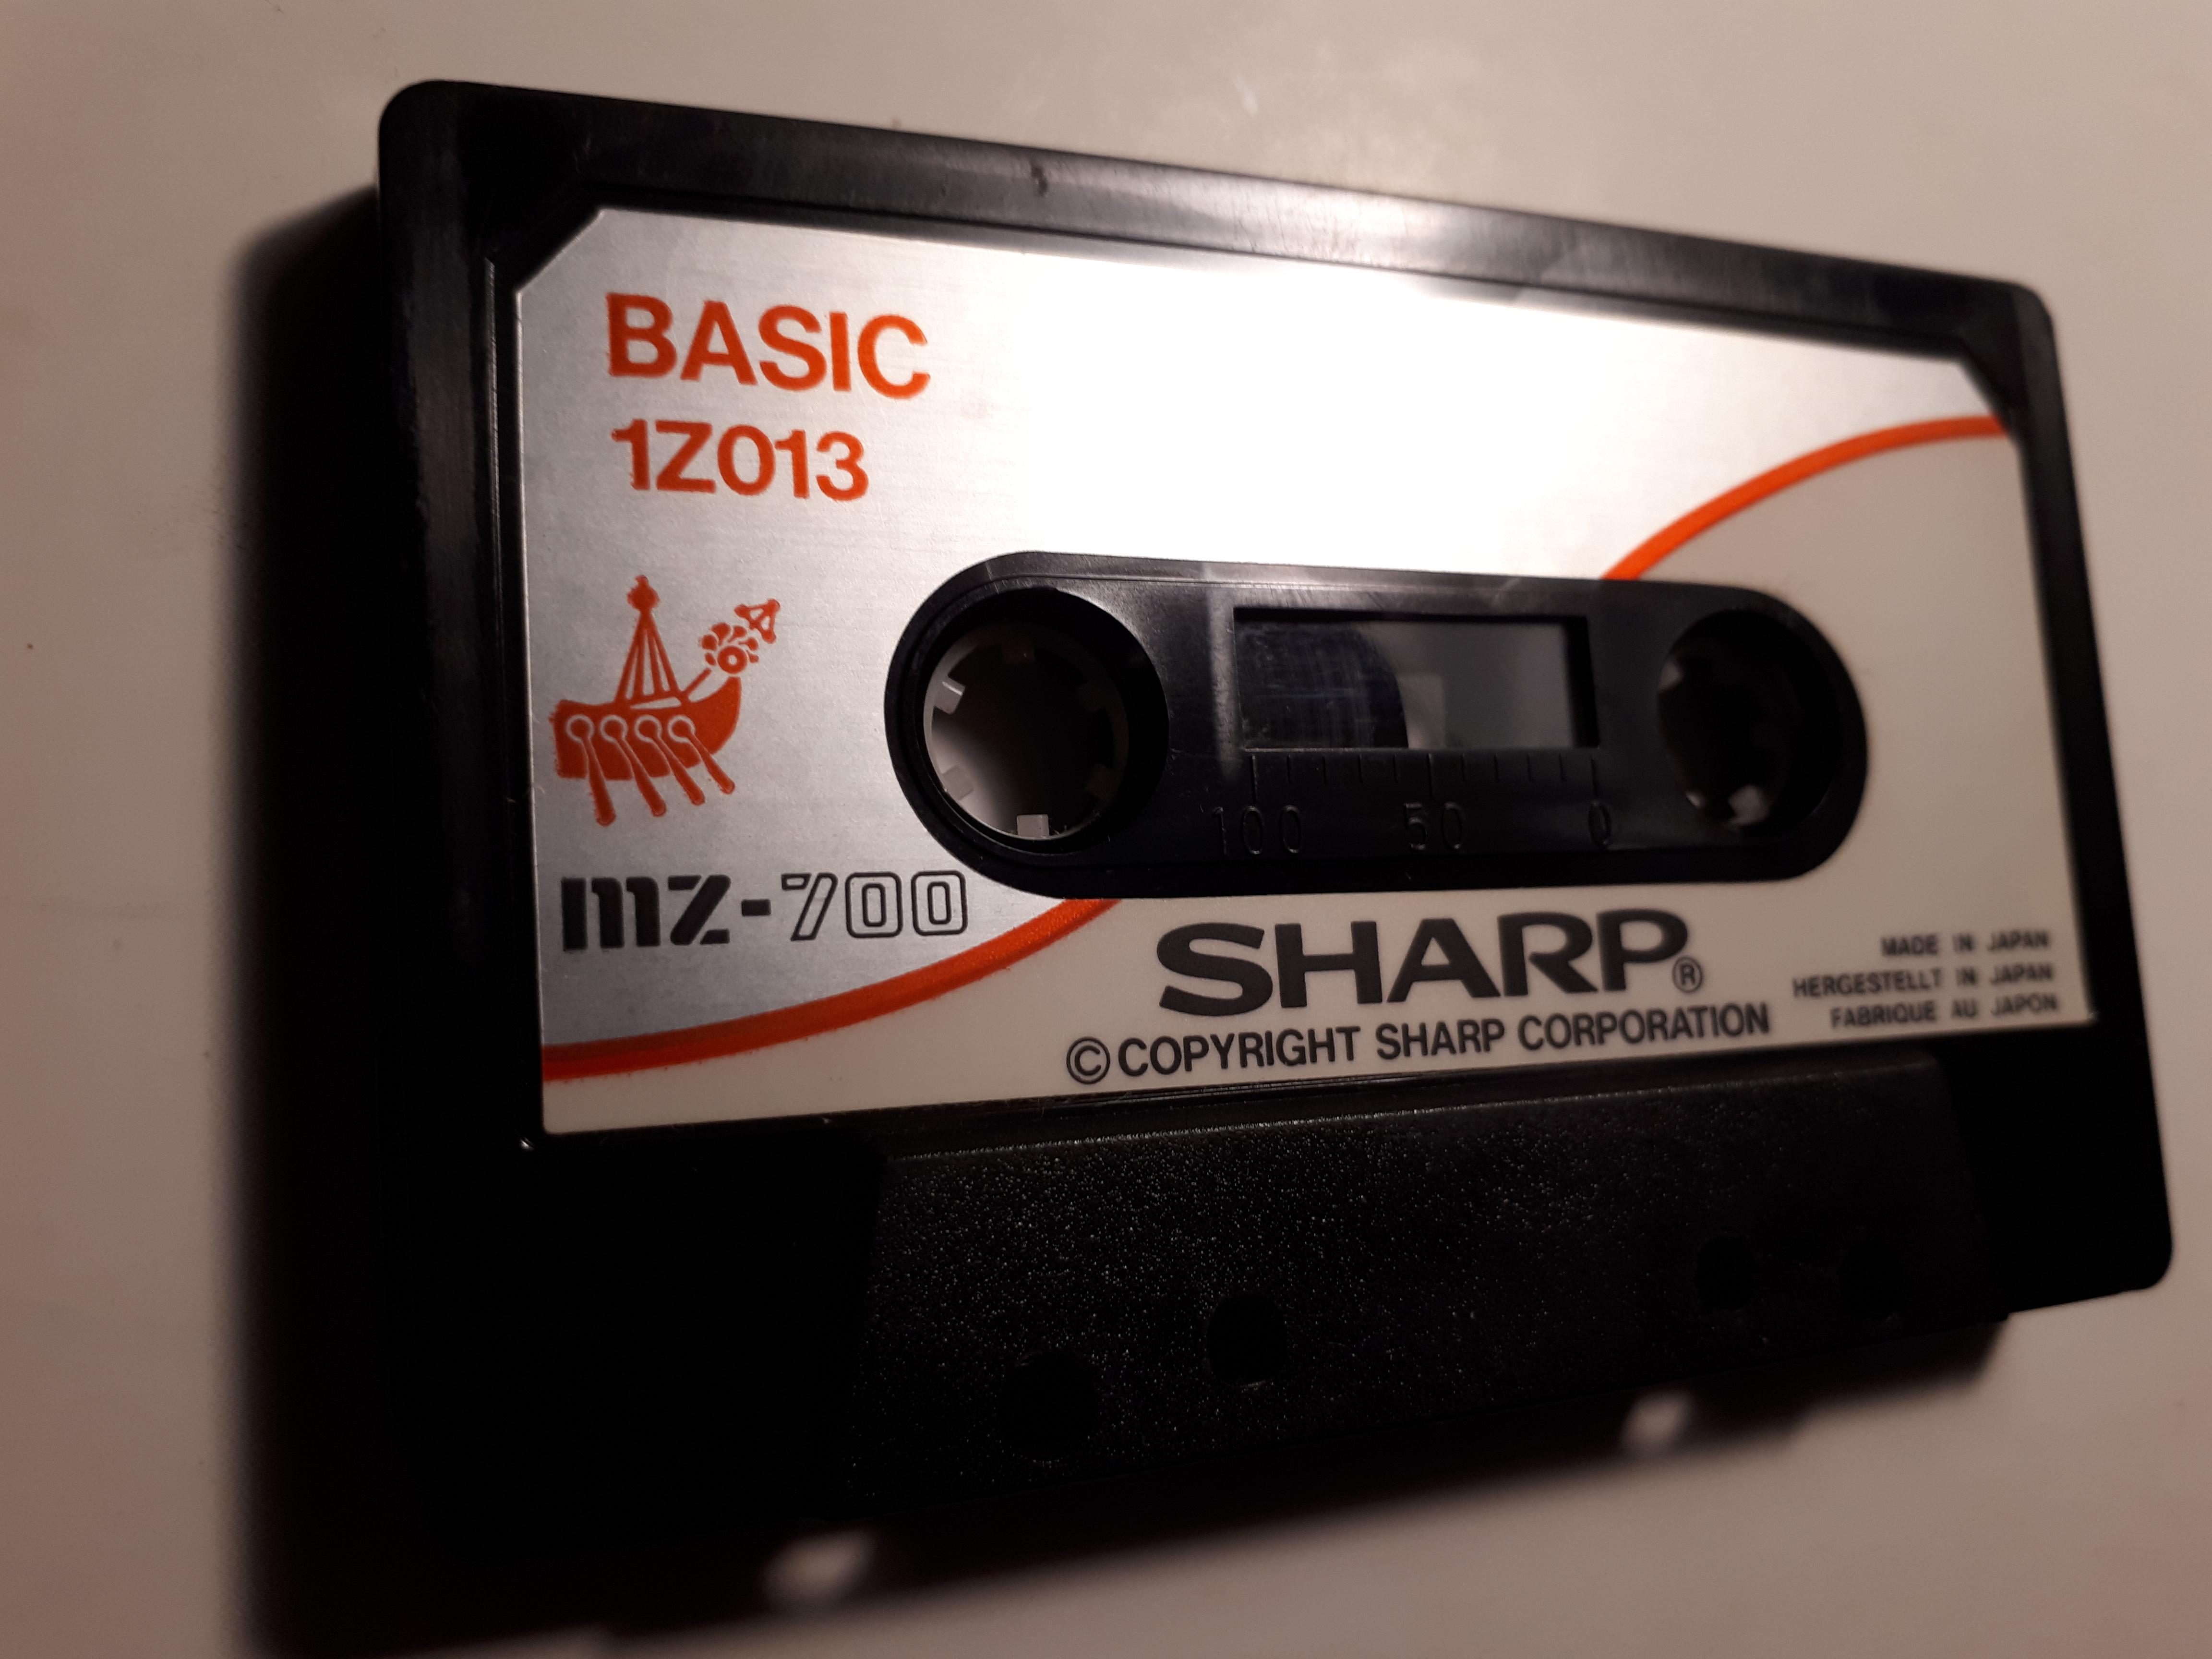 BASIC
1Z013
mz-700
100 50 0
SHARP®
© COPYRIGHT SHARP CORPORATION
MADE IN JAPAN
HERGESTELLT IN JAPAN
FABRIQUE AU JAPON